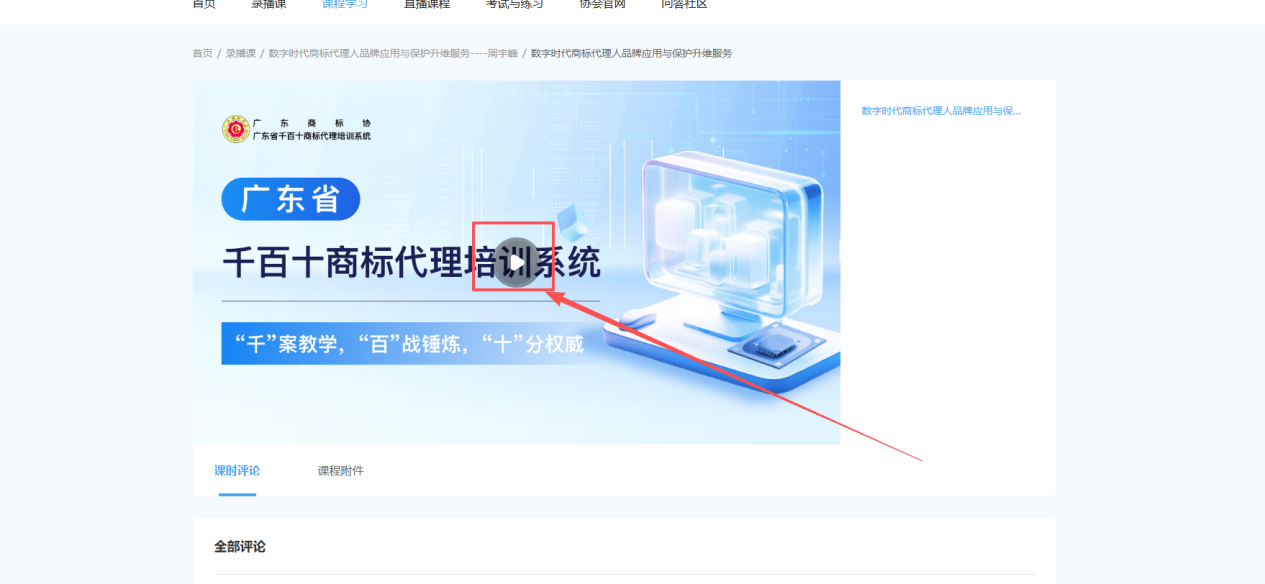 首页 录播课 课程学习 直播课程 考试与练习 协会官网 问答社区
首页 / 录播课 / 数字时代商标代理人品牌应用与保护升维服务----周宇峰 / 数字时代商标代理人品牌应用与保护升维服务
广东商标协
广东省千百十商标代理培训系统
数字时代商标代理人品牌应用与保...
广东省
千百十商标代理培训系统
“千”案教学，“百”战锤炼，“十”分权威
课时评论 课程附件
全部评论